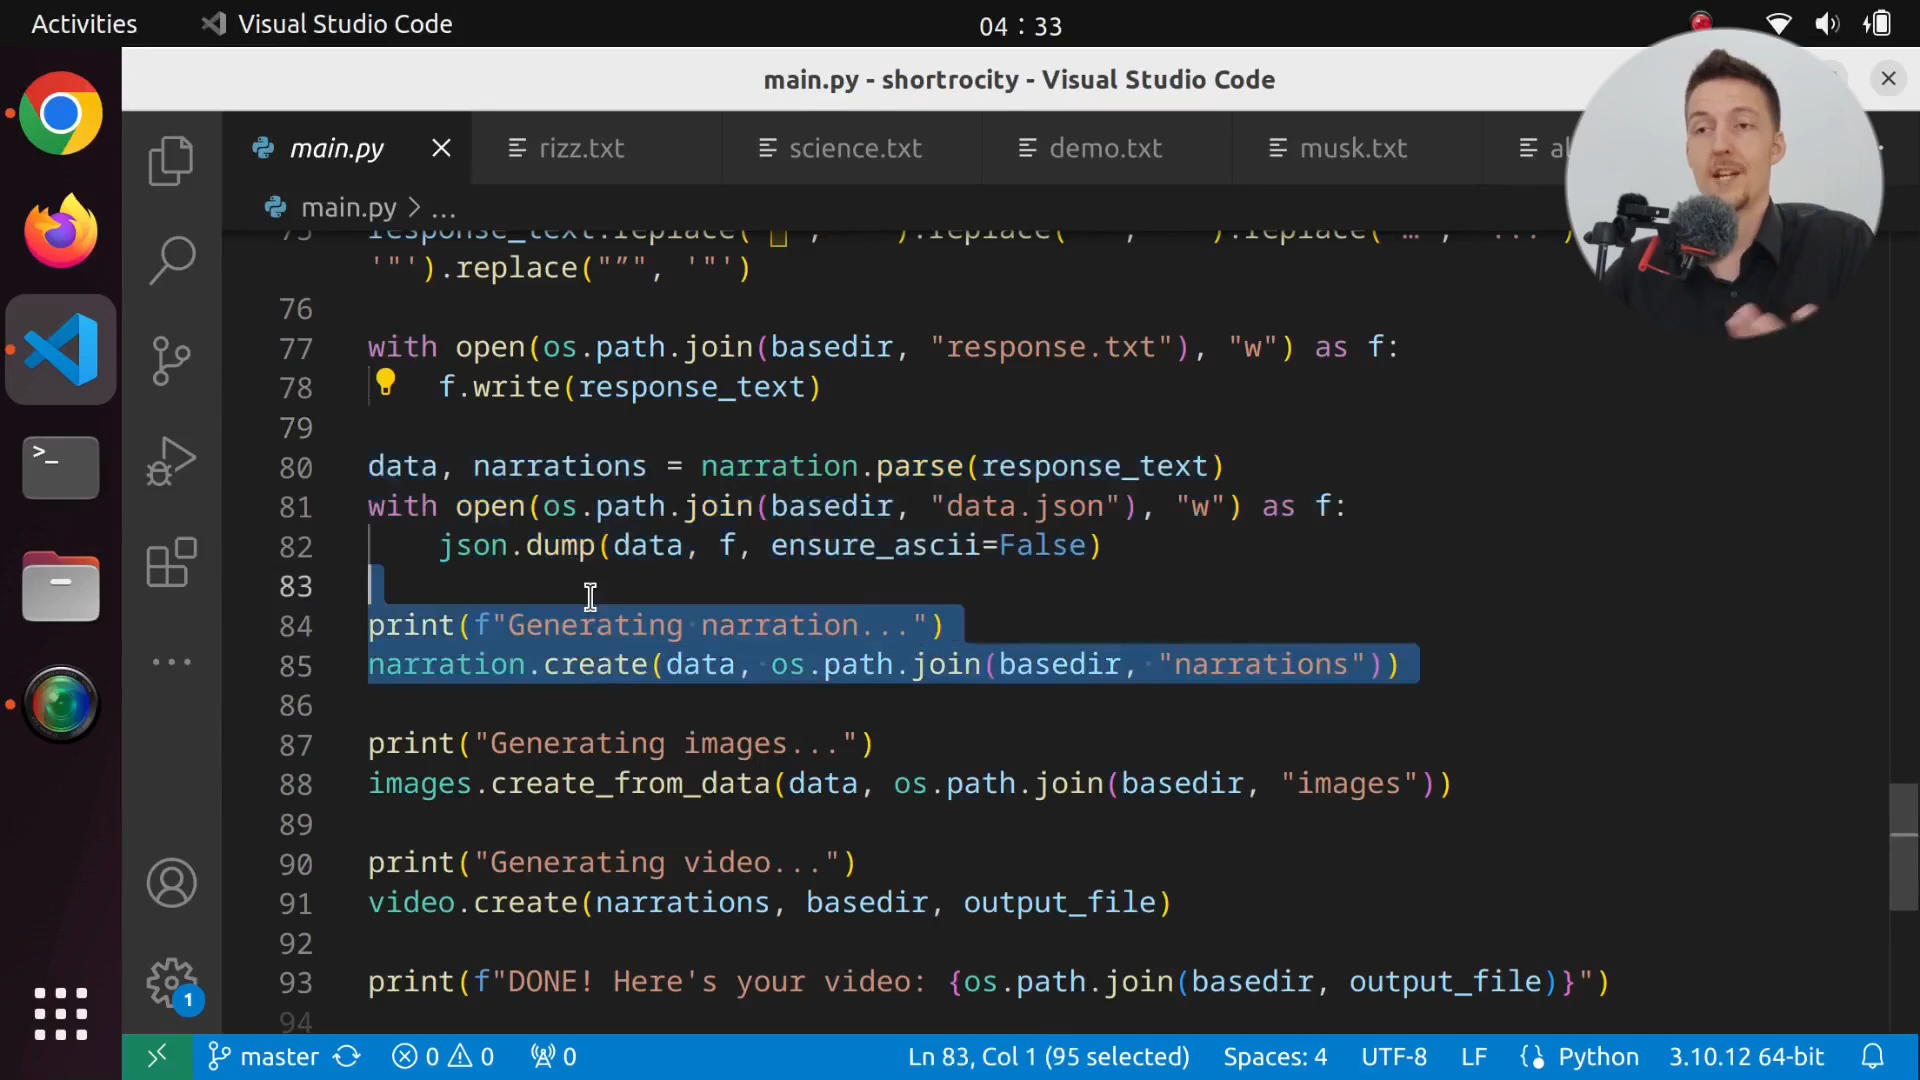 Activities
Visual Studio Code
04 : 33
main.py - shortrocity - Visual Studio Code
main.py
rizz.txt
science.txt
demo.txt
musk.txt
main.py > ...
'"').replace("”", '"')
76
77 with open(os.path.join(basedir, "response.txt"), "w") as f:
78 f.write(response_text)
79
80 data, narrations = narration.parse(response_text)
81 with open(os.path.join(basedir, "data.json"), "w") as f:
82 json.dump(data, f, ensure_ascii=False)
83
84 print(f"Generating narration...")
85 narration.create(data, os.path.join(basedir, "narrations"))
86
87 print("Generating images...")
88 images.create_from_data(data, os.path.join(basedir, "images"))
89
90 print("Generating video...")
91 video.create(narrations, basedir, output_file)
92
93 print(f"DONE! Here's your video: {os.path.join(basedir, output_file)}")
94
1
master
0
0
0
Ln 83, Col 1 (95 selected)
Spaces: 4
UTF-8
LF
Python
3.10.12 64-bit